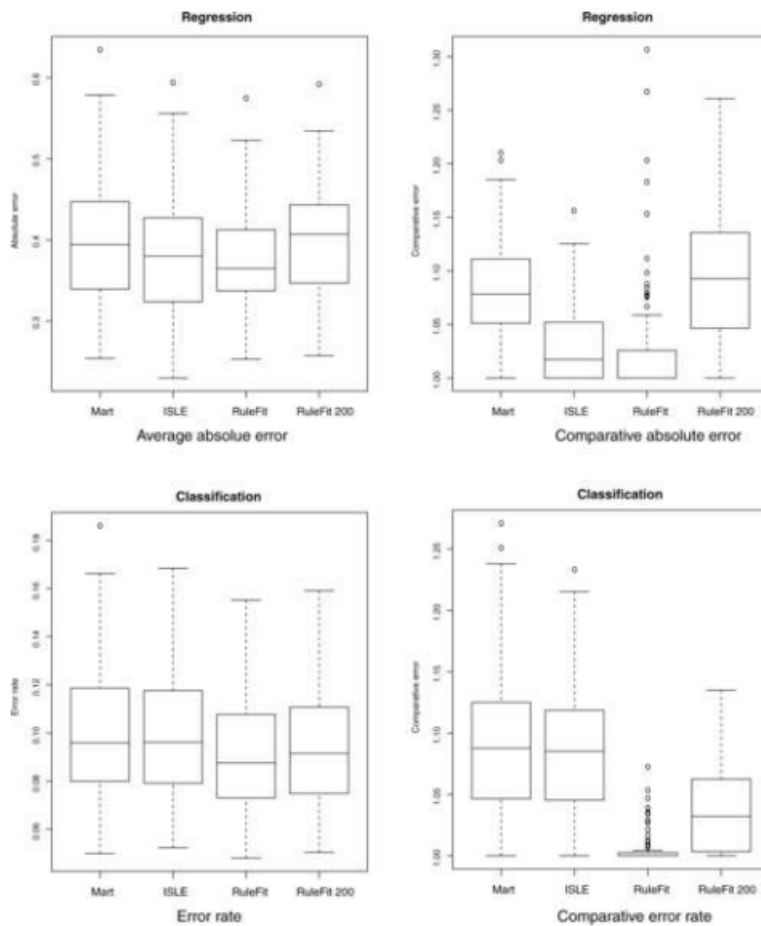 Regression
Absolute error
0.6
0.5
0.4
0.3
Mart ISLE RuleFit RuleFit 200
Average absolue error
Regression
Comparative error
1.30
1.25
1.20
1.15
1.10
1.05
1.00
Mart ISLE RuleFit RuleFit 200
Comparative absolute error
Classification
Error rate
0.18
0.16
0.14
0.12
0.10
0.08
0.06
Mart ISLE RuleFit RuleFit 200
Error rate
Classification
Comparative error
1.25
1.20
1.15
1.10
1.05
1.00
Mart ISLE RuleFit RuleFit 200
Comparative error rate